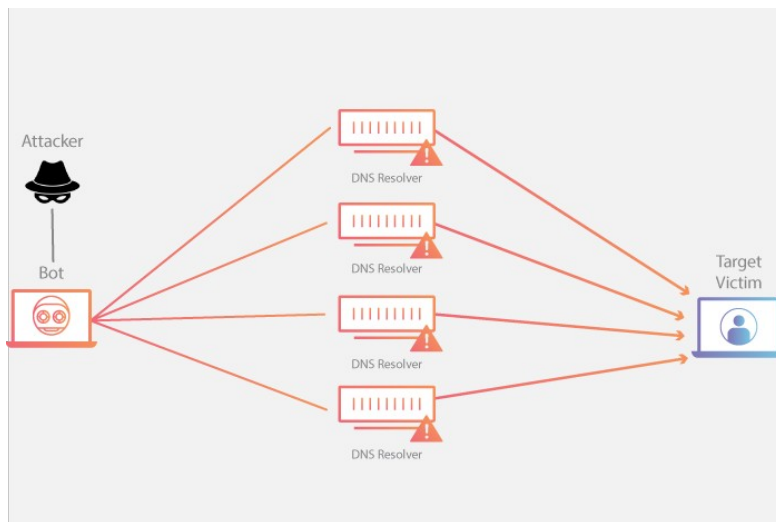 Attacker
Bot
DNS Resolver
DNS Resolver
DNS Resolver
DNS Resolver
Target
Victim